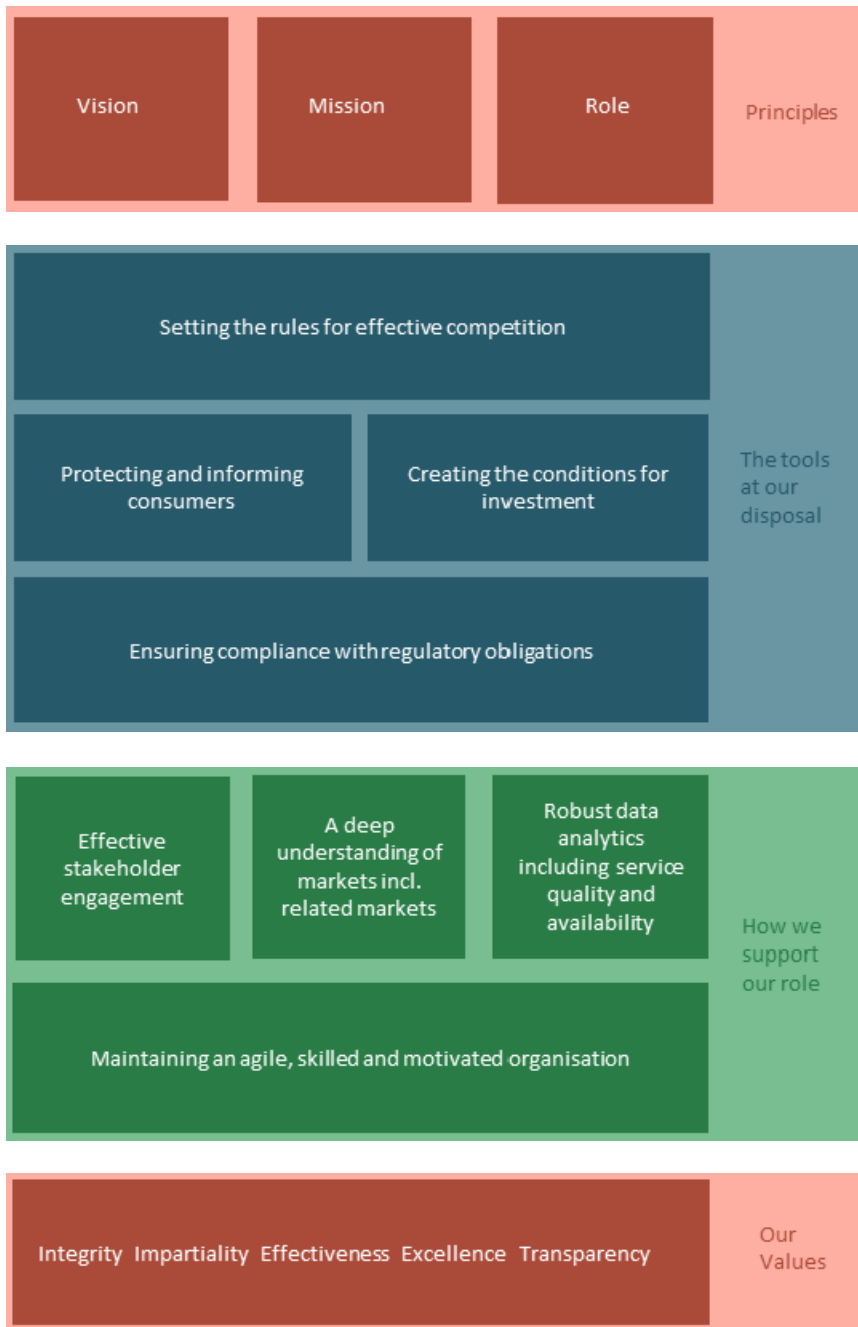 Vision
Mission
Role
Principles
Setting the rules for effective competition
Protecting and informing
consumers
Creating the conditions for
investment
The tools
at our
disposal
Ensuring compliance with regulatory obligations
Effective
stakeholder
engagement
A deep
understanding of
markets incl.
related markets
Robust data
analytics
including service
quality and
availability
How we
support
our role
Maintaining an agile, skilled and motivated organisation
Integrity Impartiality Effectiveness Excellence Transparency
Our
Values